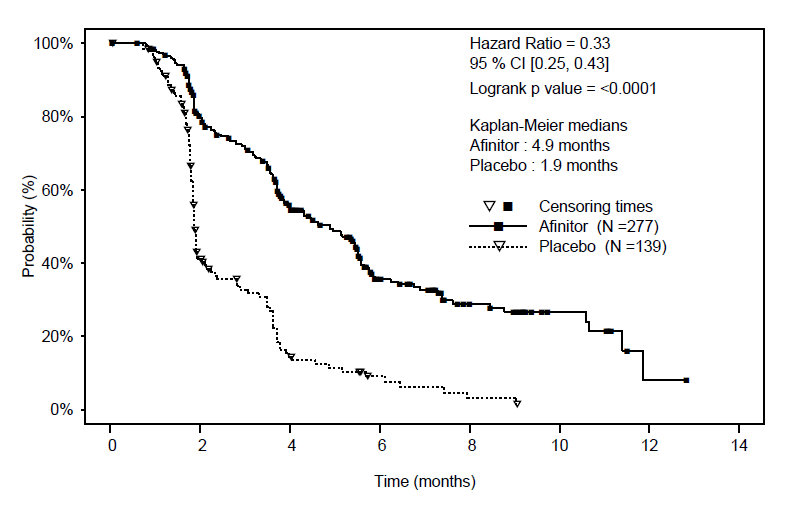 Hazard Ratio = 0.33
95 % CI [0.25, 0.43]
Logrank p value = <0.0001
Kaplan-Meier medians
Afinitor : 4.9 months
Placebo : 1.9 months
Censoring times
Afinitor (N =277)
Placebo (N =139)
Probability (%)
100%
80%
60%
40%
20%
0%
0 2 4 6 8 10 12 14
Time (months)